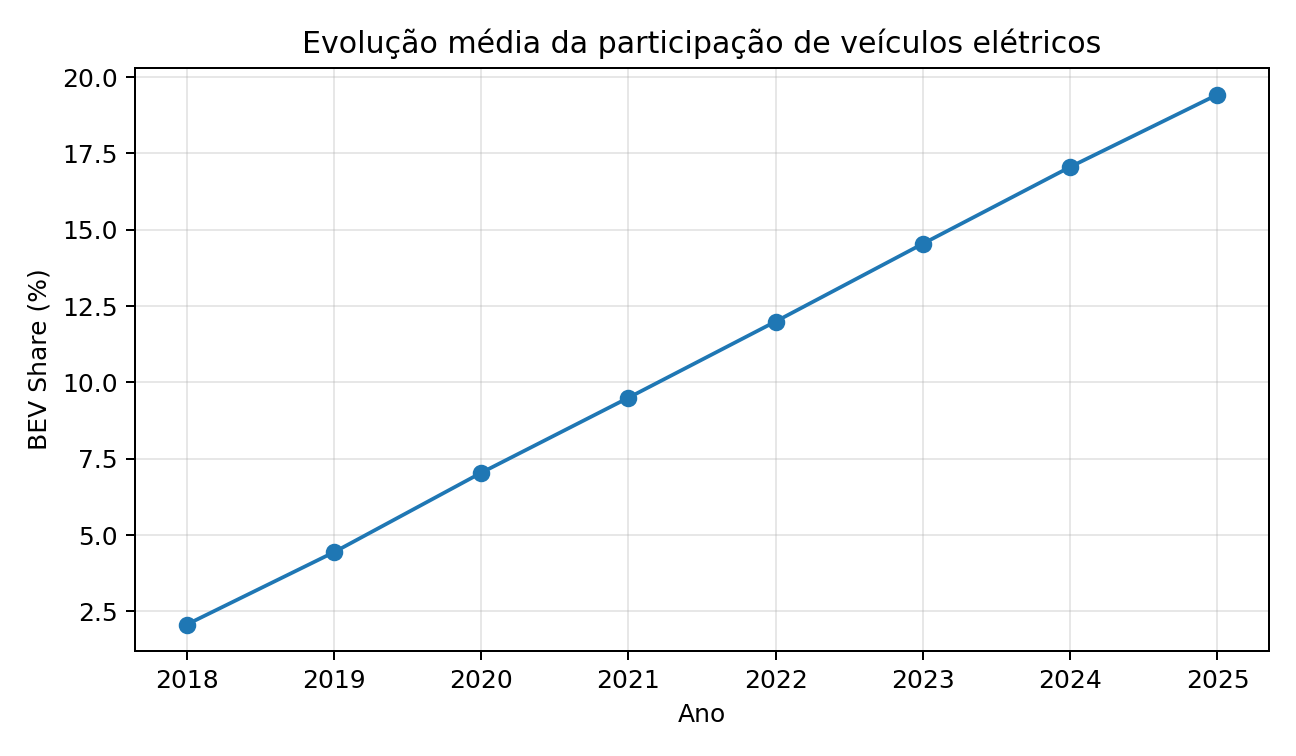 Evolução média da participação de veículos elétricos
20.0
17.5
15.0
12.5
10.0
7.5
5.0
2.5
BEV Share (%)
2018 2019 2020 2021 2022 2023 2024 2025
Ano